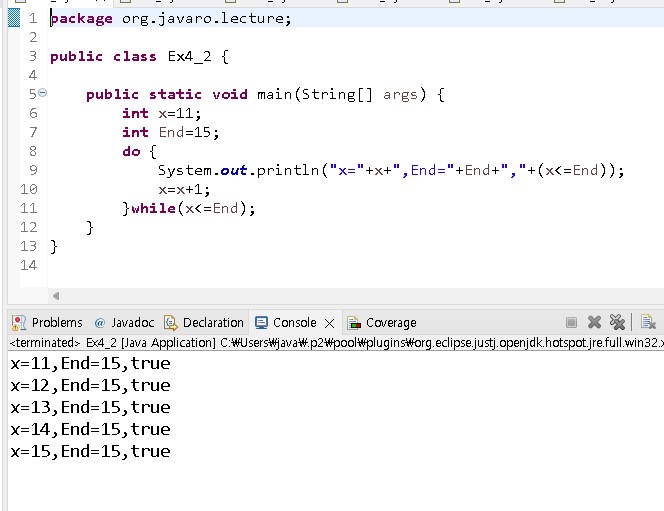 1 package org.javaro.lecture;
2
3 public class Ex4_2 {
4
5 public static void main(String[] args) {
6 int x=11;
7 int End=15;
8 do {
9 System.out.println("x="+x+",End="+End+","+(x<=End));
10 x=x+1;
11 }while(x<=End);
12 }
13 }
14
Problems @ Javadoc Declaration Console Coverage
<terminated> Ex4_2 [Java Application] C:₩Users₩java₩.p2₩pool₩plugins₩org.eclipse.justj.openjdk.hotspot.jre.full.win32.x
x=11,End=15,true
x=12,End=15,true
x=13,End=15,true
x=14,End=15,true
x=15,End=15,true